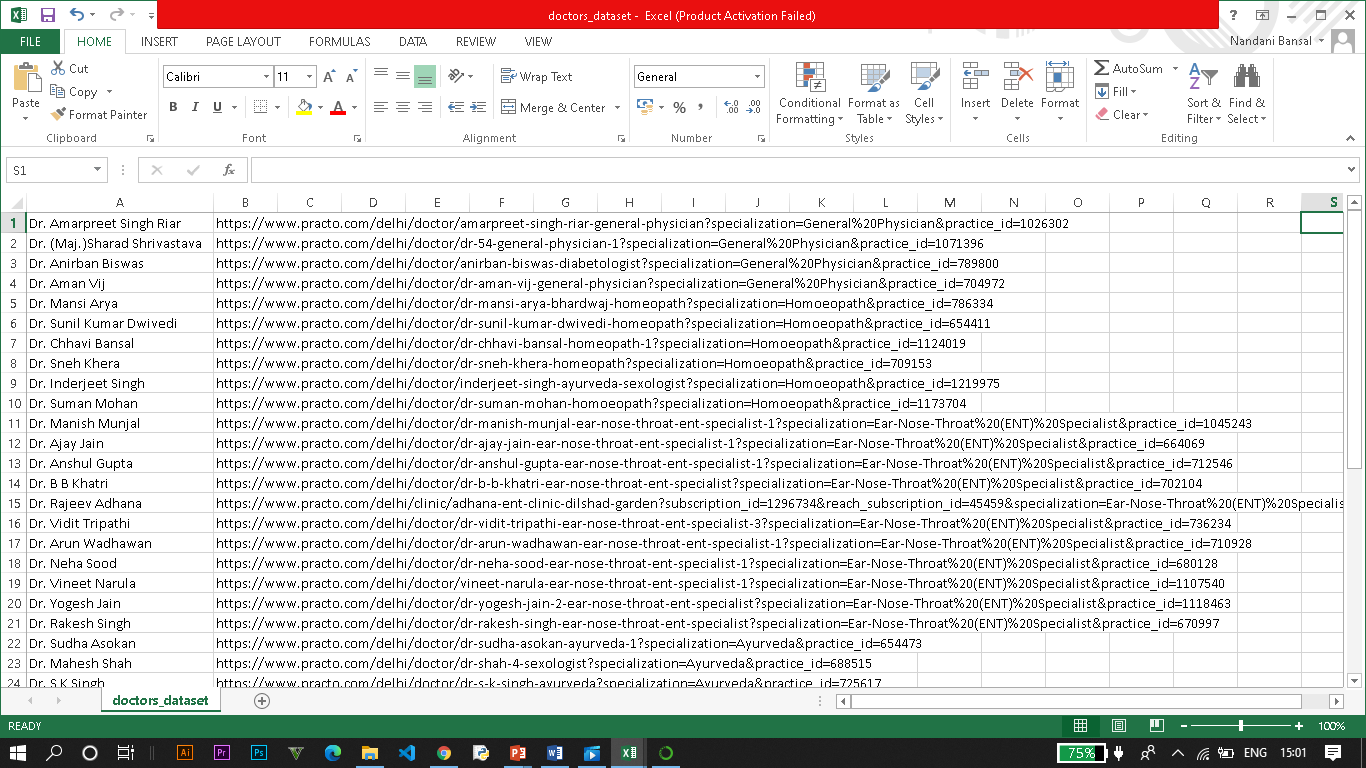 doctors_dataset - Excel (Product Activation Failed)
FILE HOME INSERT PAGE LAYOUT FORMULAS DATA REVIEW VIEW Nandani Bansal
Paste Cut Copy Format Painter Clipboard
Calibri 11 B I U A Font
Wrap Text Merge & Center Alignment
General % , Number
Conditional Formatting Format as Table Cell Styles Styles
Insert Delete Format Cells
AutoSum Fill Clear Sort & Filter Find & Select Editing
S1 fx
A B C D E F G H I J K L M N O P Q R S
1 Dr. Amarpreet Singh Riar https://www.practo.com/delhi/doctor/amarpreet-singh-riar-general-physician?specialization=General%20Physician&practice_id=1026302
2 Dr. (Maj.)Sharad Shrivastava https://www.practo.com/delhi/doctor/dr-54-general-physician-1?specialization=General%20Physician&practice_id=1071396
3 Dr. Anirban Biswas https://www.practo.com/delhi/doctor/anirban-biswas-diabetologist?specialization=General%20Physician&practice_id=789800
4 Dr. Aman Vij https://www.practo.com/delhi/doctor/dr-aman-vij-general-physician?specialization=General%20Physician&practice_id=704972
5 Dr. Mansi Arya https://www.practo.com/delhi/doctor/dr-mansi-arya-bhardwaj-homeopath?specialization=Homoeopath&practice_id=786334
6 Dr. Sunil Kumar Dwivedi https://www.practo.com/delhi/doctor/dr-sunil-kumar-dwivedi-homeopath?specialization=Homoeopath&practice_id=654411
7 Dr. Chhavi Bansal https://www.practo.com/delhi/doctor/dr-chhavi-bansal-homeopath-1?specialization=Homoeopath&practice_id=1124019
8 Dr. Sneh Khera https://www.practo.com/delhi/doctor/dr-sneh-khera-homeopath?specialization=Homoeopath&practice_id=709153
9 Dr. Inderjeet Singh https://www.practo.com/delhi/doctor/inderjeet-singh-ayurveda-sexologist?specialization=Homoeopath&practice_id=1219975
10 Dr. Suman Mohan https://www.practo.com/delhi/doctor/dr-suman-mohan-homoeopath?specialization=Homoeopath&practice_id=1173704
11 Dr. Manish Munjal https://www.practo.com/delhi/doctor/dr-manish-munjal-ear-nose-throat-ent-specialist-1?specialization=Ear-Nose-Throat%20(ENT)%20Specialist&practice_id=1045243
12 Dr. Ajay Jain https://www.practo.com/delhi/doctor/dr-ajay-jain-ear-nose-throat-ent-specialist-1?specialization=Ear-Nose-Throat%20(ENT)%20Specialist&practice_id=664069
13 Dr. Anshul Gupta https://www.practo.com/delhi/doctor/dr-anshul-gupta-ear-nose-throat-ent-specialist-1?specialization=Ear-Nose-Throat%20(ENT)%20Specialist&practice_id=712546
14 Dr. B B Khatri https://www.practo.com/delhi/doctor/dr-b-b-khatri-ear-nose-throat-ent-specialist?specialization=Ear-Nose-Throat%20(ENT)%20Specialist&practice_id=702104
15 Dr. Rajeev Adhana https://www.practo.com/delhi/clinic/adhana-ent-clinic-dilshad-garden?subscription_id=1296734&reach_subscription_id=45459&specialization=Ear-Nose-Throat%20(ENT)%20Specialis
16 Dr. Vidit Tripathi https://www.practo.com/delhi/doctor/dr-vidit-tripathi-ear-nose-throat-ent-specialist-3?specialization=Ear-Nose-Throat%20(ENT)%20Specialist&practice_id=736234
17 Dr. Arun Wadhawan https://www.practo.com/delhi/doctor/dr-arun-wadhawan-ear-nose-throat-ent-specialist-1?specialization=Ear-Nose-Throat%20(ENT)%20Specialist&practice_id=710928
18 Dr. Neha Sood https://www.practo.com/delhi/doctor/dr-neha-sood-ear-nose-throat-ent-specialist-1?specialization=Ear-Nose-Throat%20(ENT)%20Specialist&practice_id=680128
19 Dr. Vineet Narula https://www.practo.com/delhi/doctor/vineet-narula-ear-nose-throat-ent-specialist-1?specialization=Ear-Nose-Throat%20(ENT)%20Specialist&practice_id=1107540
20 Dr. Yogesh Jain https://www.practo.com/delhi/doctor/dr-yogesh-jain-2-ear-nose-throat-ent-specialist?specialization=Ear-Nose-Throat%20(ENT)%20Specialist&practice_id=1118463
21 Dr. Rakesh Singh https://www.practo.com/delhi/doctor/dr-rakesh-singh-ear-nose-throat-ent-specialist?specialization=Ear-Nose-Throat%20(ENT)%20Specialist&practice_id=670997
22 Dr. Sudha Asokan https://www.practo.com/delhi/doctor/dr-sudha-asokan-ayurveda-1?specialization=Ayurveda&practice_id=654473
23 Dr. Mahesh Shah https://www.practo.com/delhi/doctor/dr-shah-4-sexologist?specialization=Ayurveda&practice_id=688515
24 Dr. S K Singh https://www.practo.com/delhi/doctor/dr-s-k-singh-ayurveda?specialization=Ayurveda&practice_id=725617
doctors_dataset
READY 100%
75% ENG 15:01